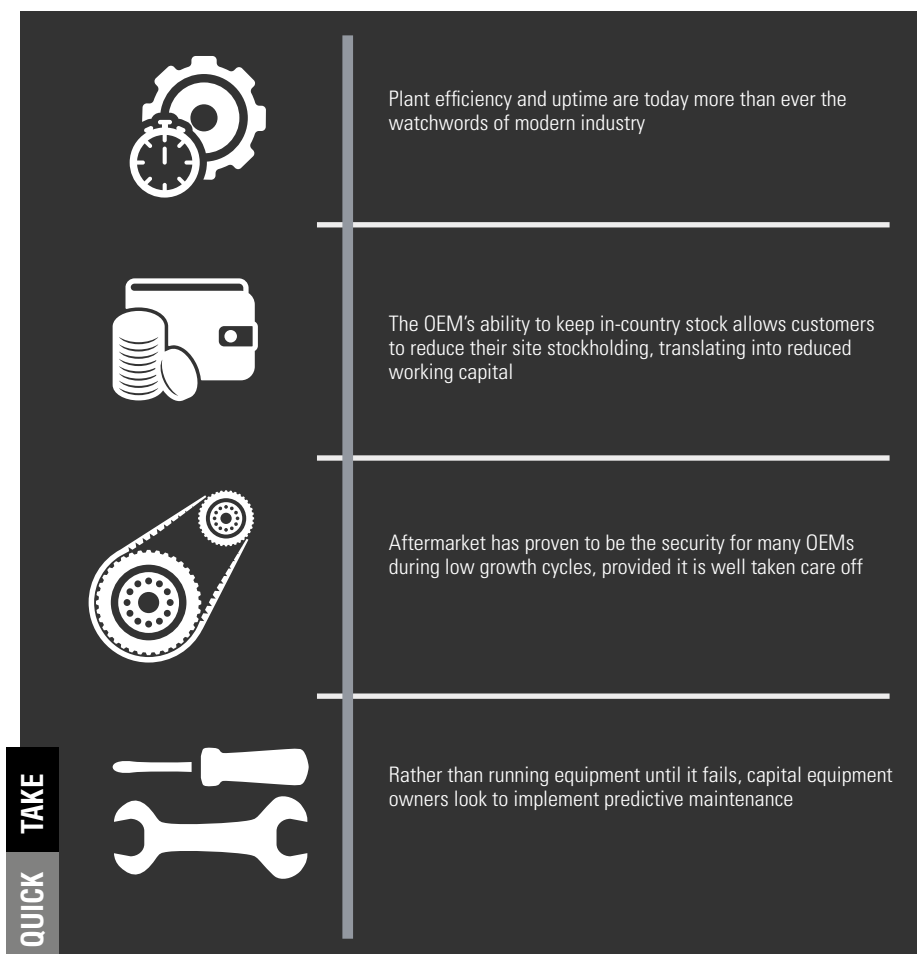 Plant efficiency and uptime are today more than ever the
watchwords of modern industry
The OEM’s ability to keep in-country stock allows customers
to reduce their site stockholding, translating into reduced
working capital
Aftermarket has proven to be the security for many OEMs
during low growth cycles, provided it is well taken care off
Rather than running equipment until it fails, capital equipment
owners look to implement predictive maintenance
QUICK TAKE